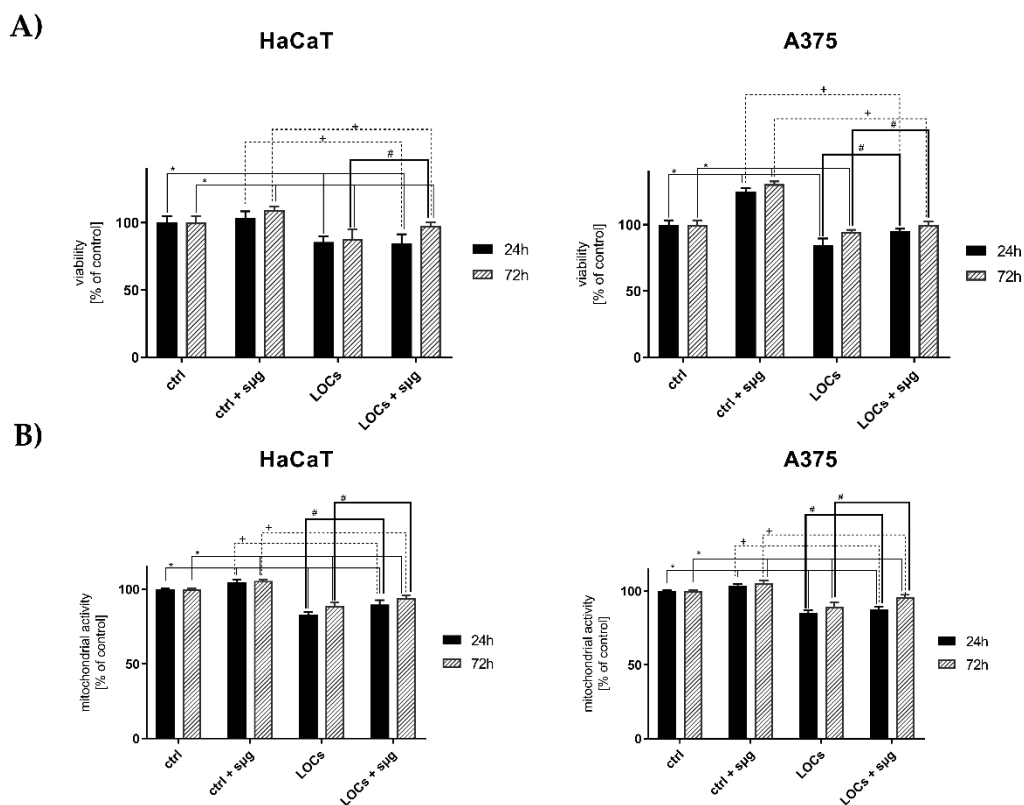 A)
HaCaT
A375
+
+
#
*
*
100
50
0
viability
[% of control]
24h
72h
ctrl
ctrl + sµg
LOCs
LOCs + sµg
+
+
#
#
*
*
100
50
0
viability
[% of control]
24h
72h
ctrl
ctrl + sµg
LOCs
LOCs + sµg
B)
HaCaT
A375
#
#
+
+
*
*
100
50
0
mitochondrial activity
[% of control]
24h
72h
ctrl
ctrl + sµg
LOCs
LOCs + sµg
#
#
+
+
*
*
100
50
0
mitochondrial activity
[% of control]
24h
72h
ctrl
ctrl + sµg
LOCs
LOCs + sµg